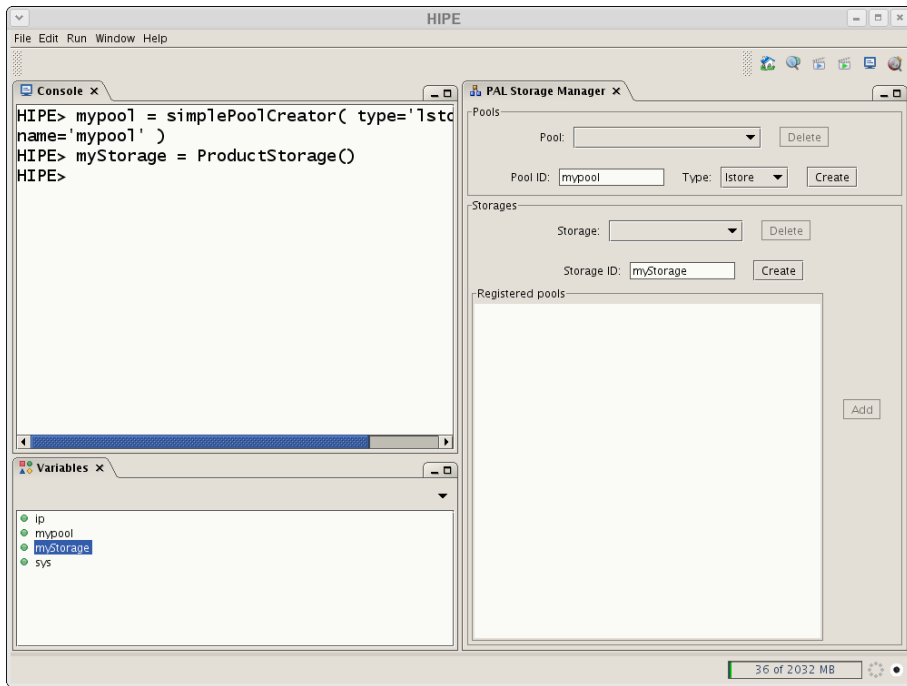 HIPE
File Edit Run Window Help
Console
HIPE> mypool = simplePoolCreator( type='lsto
name='mypool' )
HIPE> myStorage = ProductStorage()
HIPE>
Variables
ip
mypool
myStorage
sys
PAL Storage Manager
Pools
Pool: Delete
Pool ID: mypool Type: lstore Create
Storages
Storage: Delete
Storage ID: myStorage Create
Registered pools
Add
36 of 2032 MB